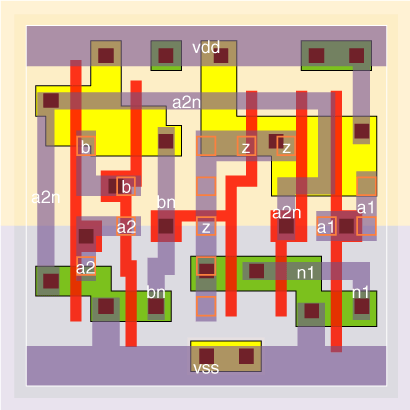 vdd
a2n
b z z
b
a2n bn a2n a1
a2 z a1
a2 n1
bn n1
vss